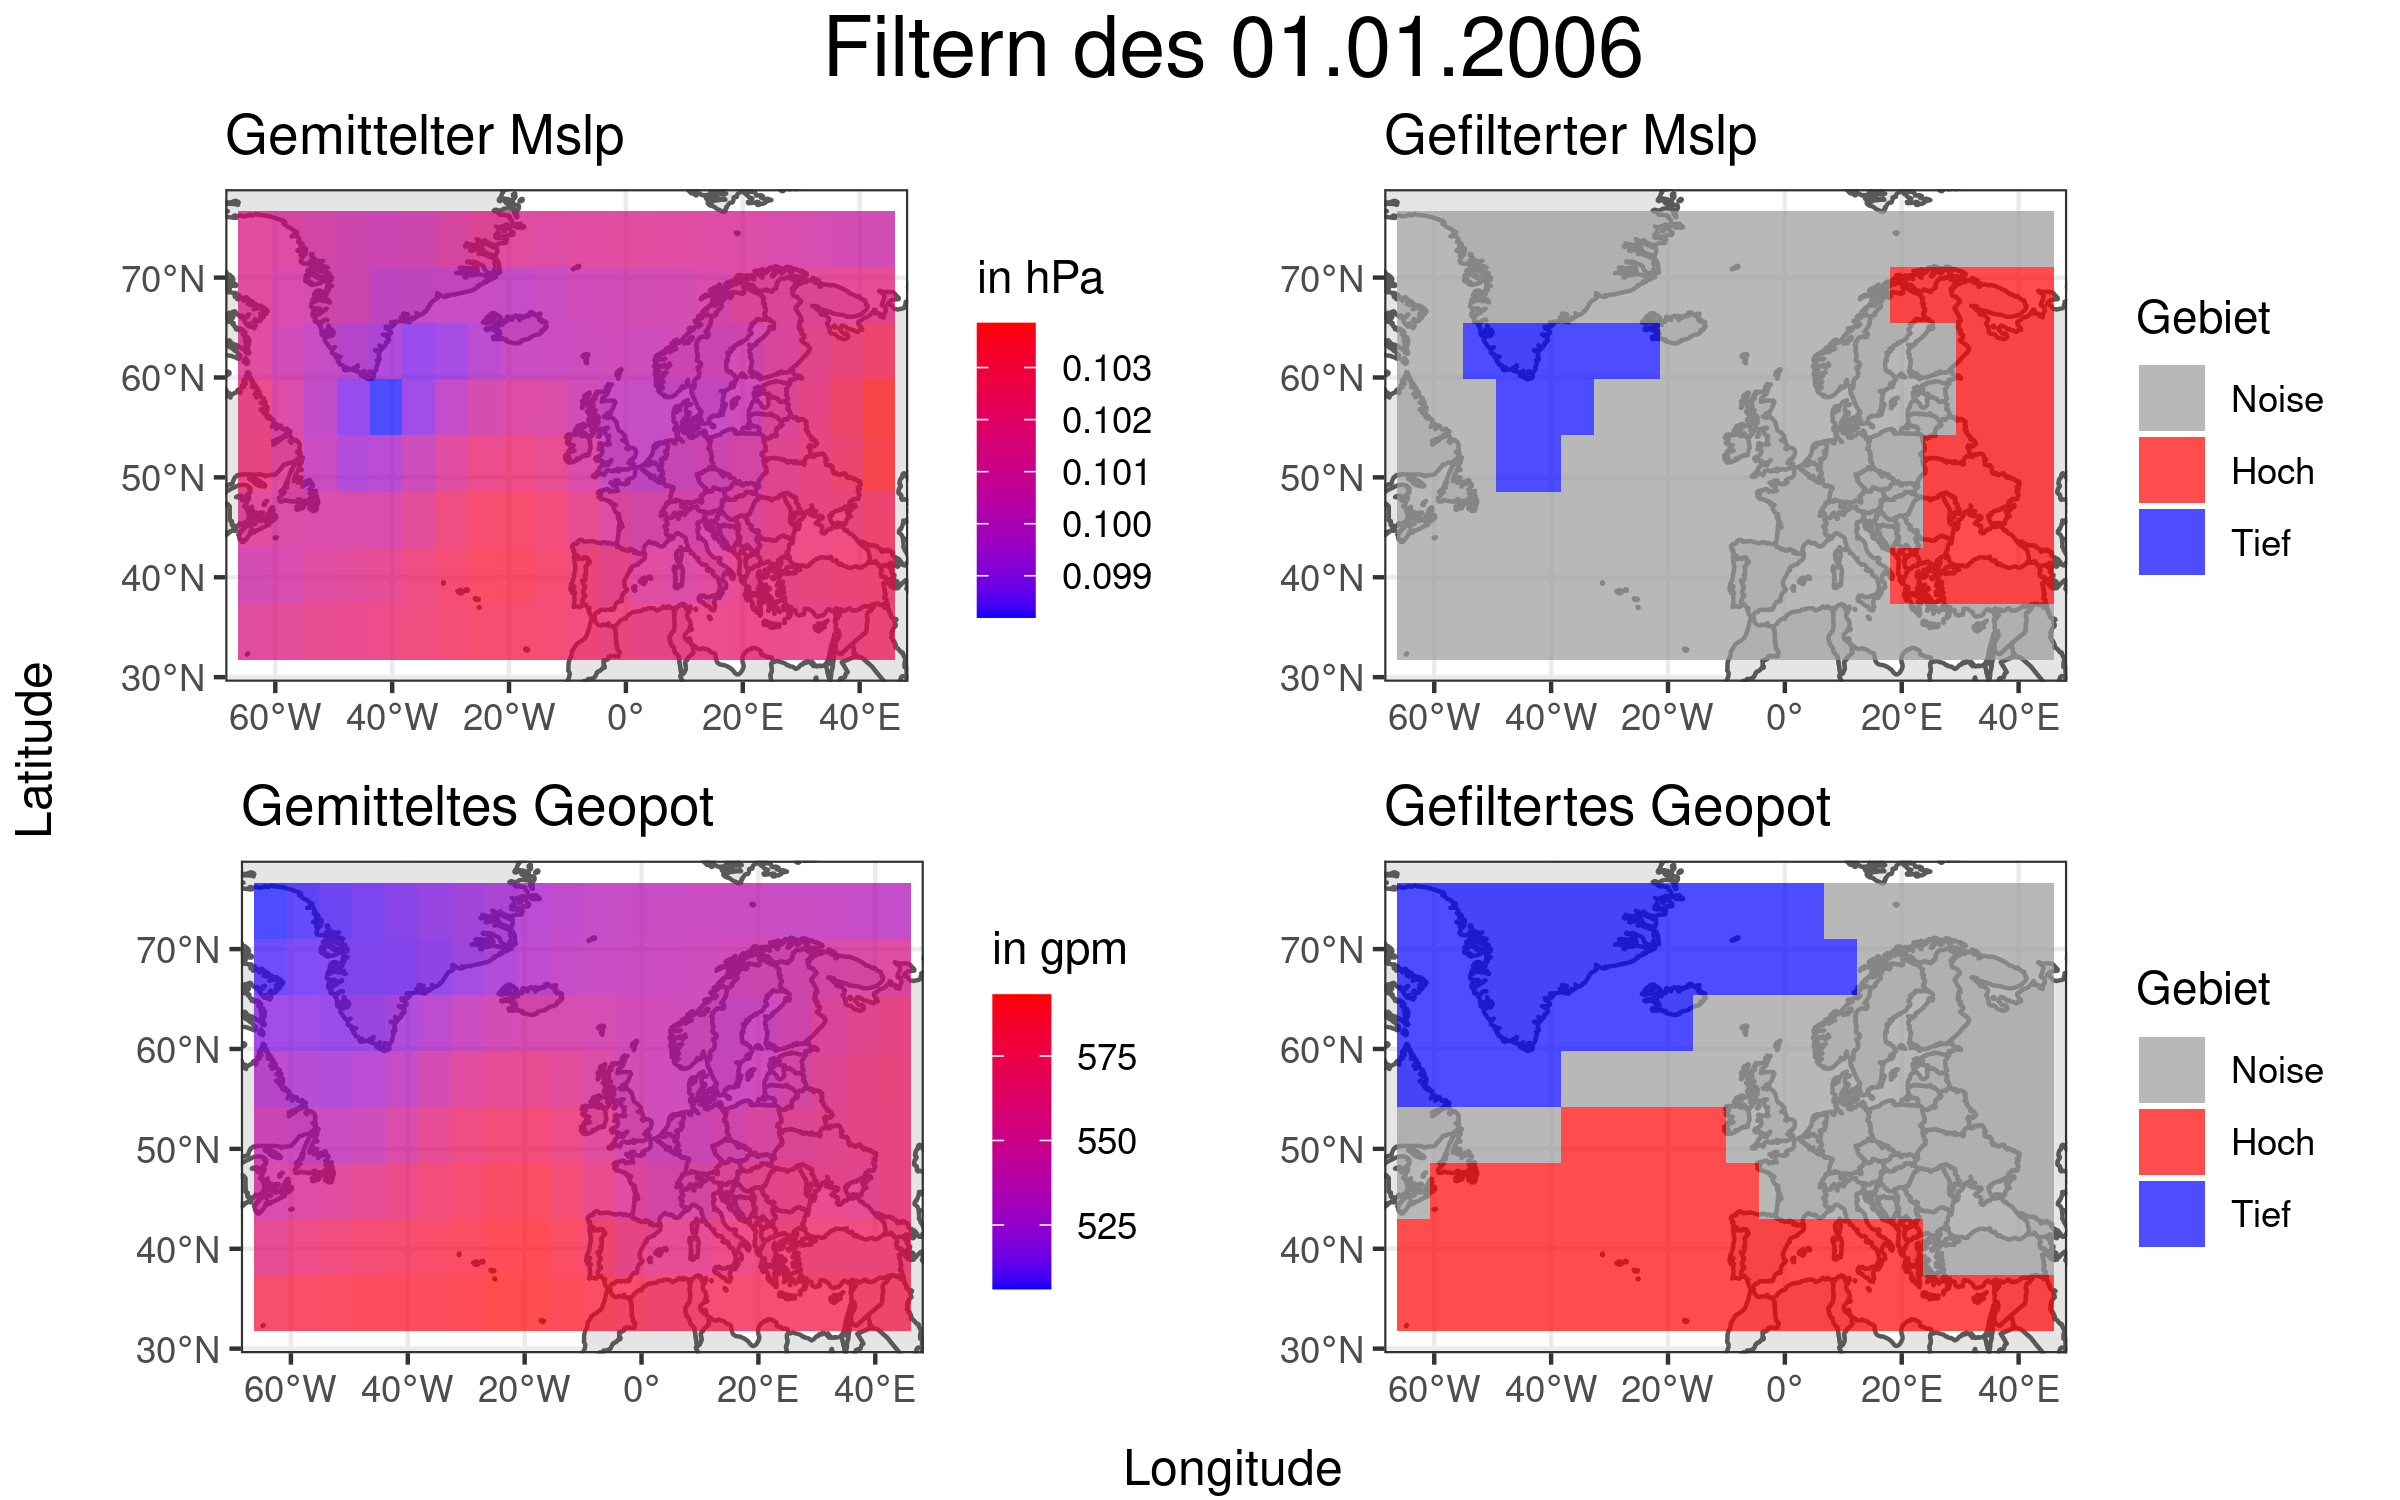 Filtern des 01.01.2006
Gemittelter Mslp
70°N
60°N
50°N
40°N
30°N
60°W 40°W 20°W 0° 20°E 40°E
in hPa
0.103
0.102
0.101
0.100
0.099
Gefilterter Mslp
70°N
60°N
50°N
40°N
30°N
60°W 40°W 20°W 0° 20°E 40°E
Gebiet
Noise
Hoch
Tief
Latitude
Gemitteltes Geopot
70°N
60°N
50°N
40°N
30°N
60°W 40°W 20°W 0° 20°E 40°E
in gpm
575
550
525
Gefiltertes Geopot
70°N
60°N
50°N
40°N
30°N
60°W 40°W 20°W 0° 20°E 40°E
Gebiet
Noise
Hoch
Tief
Longitude